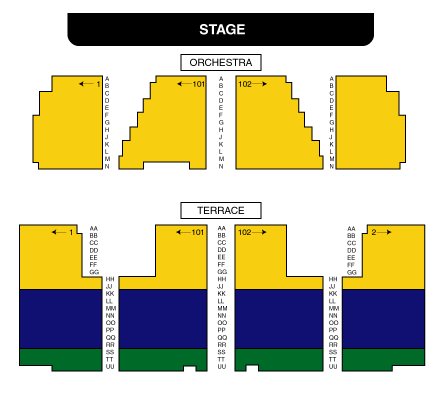 STAGE
ORCHESTRA
A A A
← 1 B ← 101 B 102 → B
C C C
D D D
E E E
F F F
G G G
H H H
J J J
K K K
L L L
M M M
N N N
TERRACE
AA AA AA
← 1 BB ← 101 BB 102 → BB 2 →
CC CC CC
DD DD DD
EE EE EE
FF FF FF
GG GG GG
HH HH HH
JJ JJ JJ
KK KK KK
LL LL LL
MM MM MM
NN NN NN
OO OO OO
PP PP PP
QQ QQ QQ
RR RR RR
SS SS SS
TT TT TT
UU UU UU